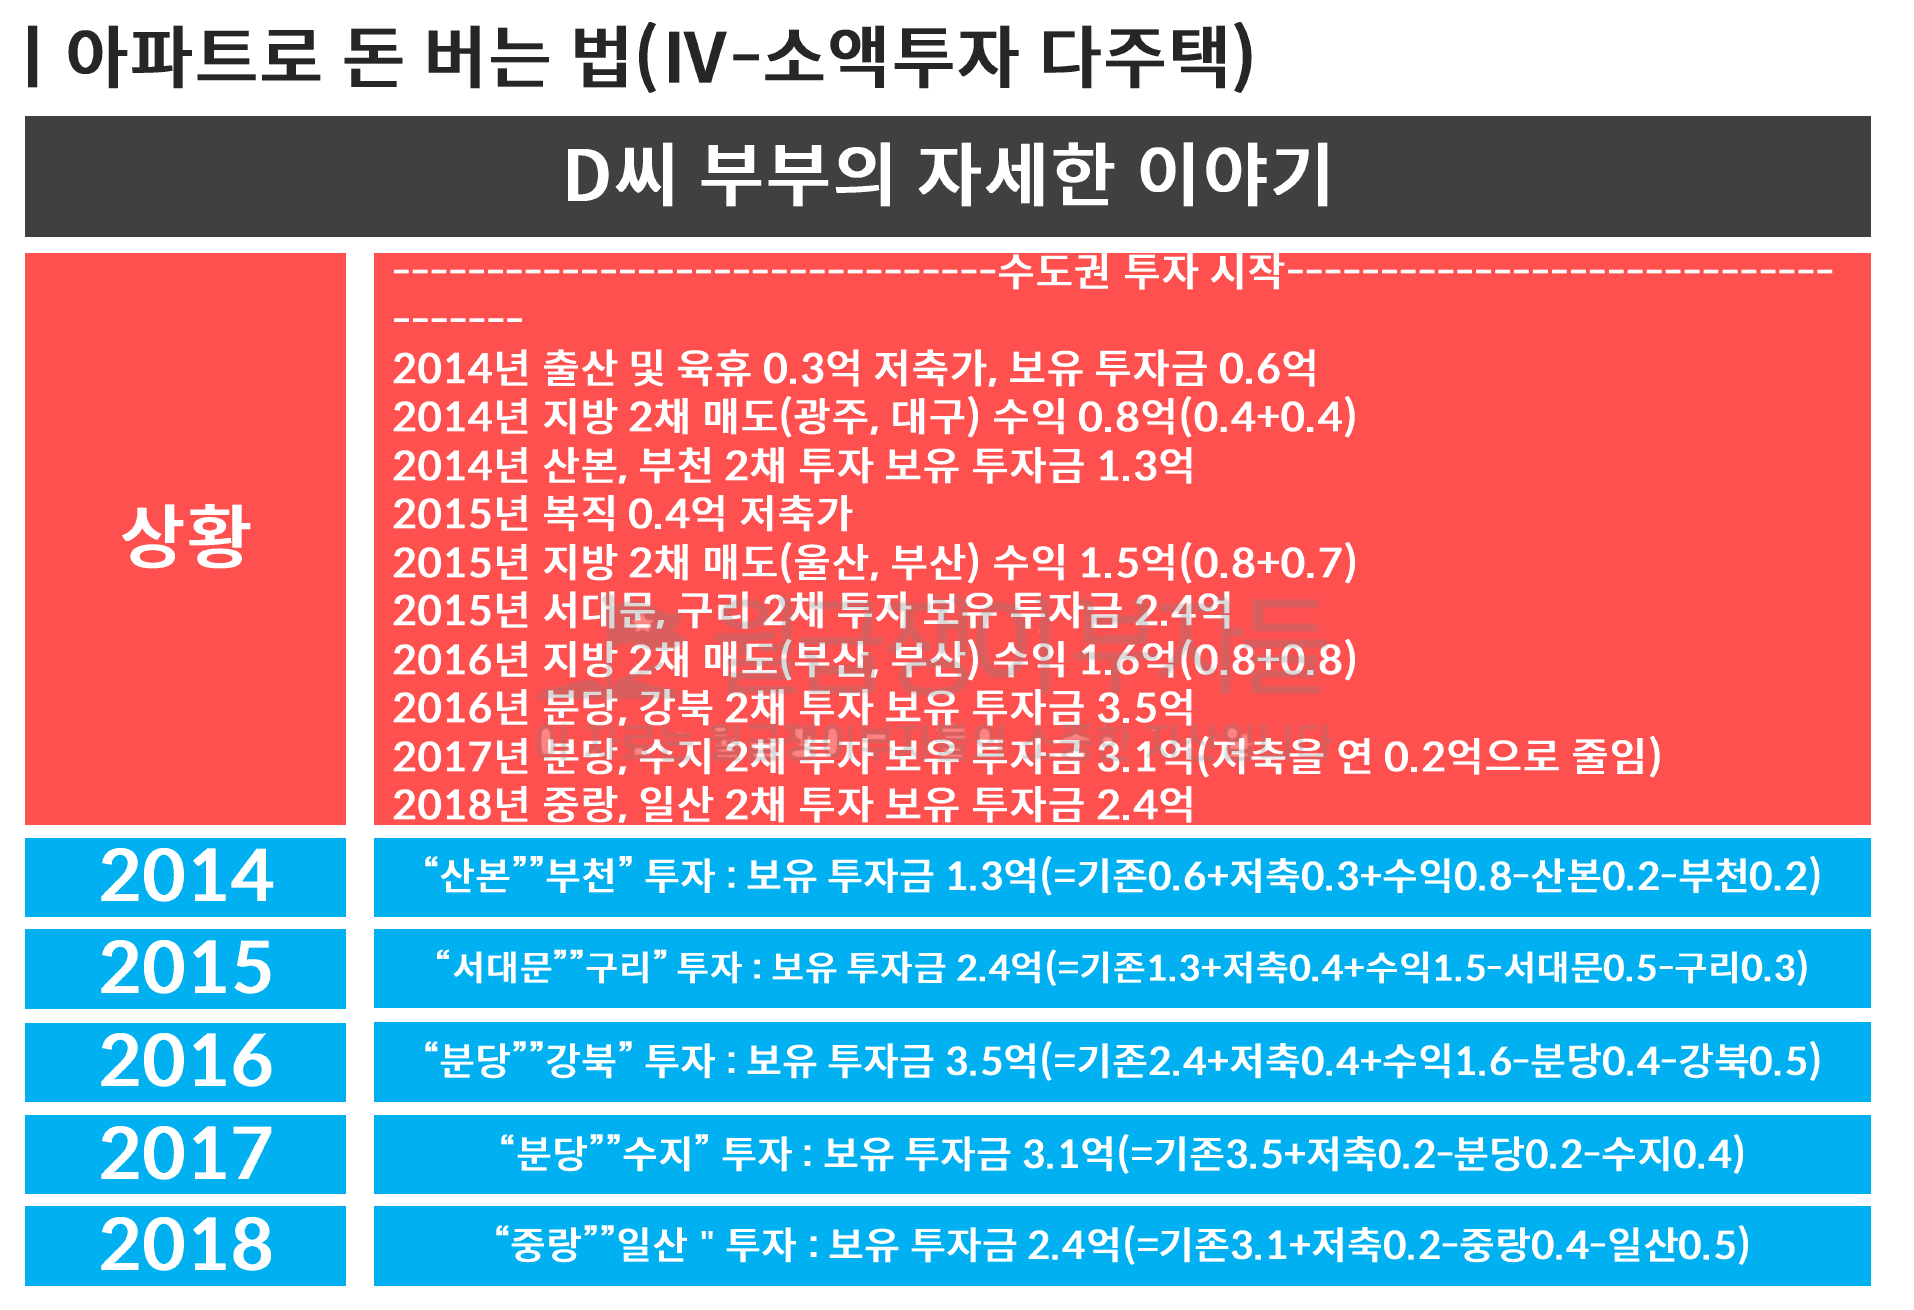 | 아파트로 돈 버는 법(Ⅳ-소액투자 다주택)
D씨 부부의 자세한 이야기
상황
--------------------------------수도권 투자 시작-----------------------------
-------
2014년 출산 및 육휴 0.3억 저축가, 보유 투자금 0.6억
2014년 지방 2채 매도(광주, 대구) 수익 0.8억(0.4+0.4)
2014년 산본, 부천 2채 투자 보유 투자금 1.3억
2015년 복직 0.4억 저축가
2015년 지방 2채 매도(울산, 부산) 수익 1.5억(0.8+0.7)
2015년 서대문, 구리 2채 투자 보유 투자금 2.4억
2016년 지방 2채 매도(부산, 부산) 수익 1.6억(0.8+0.8)
2016년 분당, 강북 2채 투자 보유 투자금 3.5억
2017년 분당, 수지 2채 투자 보유 투자금 3.1억(저축을 연 0.2억으로 줄임)
2018년 중랑, 일산 2채 투자 보유 투자금 2.4억
월급쟁이부자들
2014
“산본””부천” 투자 : 보유 투자금 1.3억(=기존0.6+저축0.3+수익0.8-산본0.2-부천0.2)
2015
“서대문””구리” 투자 : 보유 투자금 2.4억(=기존1.3+저축0.4+수익1.5-서대문0.5-구리0.3)
2016
“분당””강북” 투자 : 보유 투자금 3.5억(=기존2.4+저축0.4+수익1.6-분당0.4-강북0.5)
2017
“분당””수지” 투자 : 보유 투자금 3.1억(=기존3.5+저축0.2-분당0.2-수지0.4)
2018
“중랑””일산 " 투자 : 보유 투자금 2.4억(=기존3.1+저축0.2-중랑0.4-일산0.5)